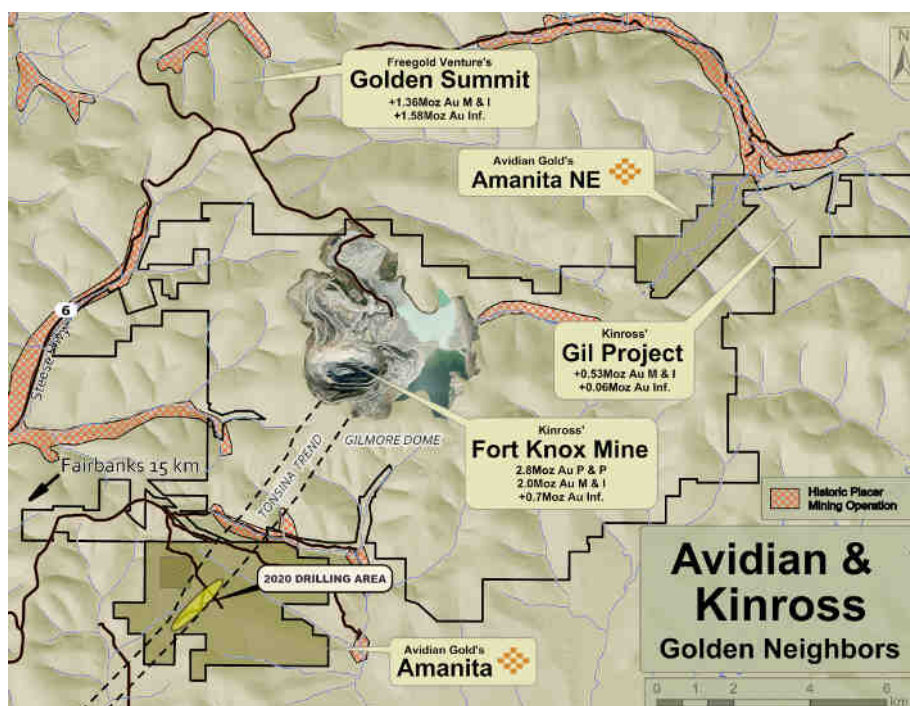 Freegold Venture's
Golden Summit
+1.36Moz Au M & I
+1.58Moz Au Inf.
N
Avidian Gold's
Amanita NE
6
Steese Hwy
Kinross'
Gil Project
+0.53Moz Au M & I
+0.06Moz Au Inf.
Kinross'
Fort Knox Mine
2.8Moz Au P & P
2.0Moz Au M & I
+0.7Moz Au Inf.
GILMORE DOME
TONSINA TREND
Fairbanks 15 km
Historic Placer
Mining Operation
2020 DRILLING AREA
Avidian &
Kinross
Golden Neighbors
Avidian Gold's
Amanita
0 1 2 4 6
km